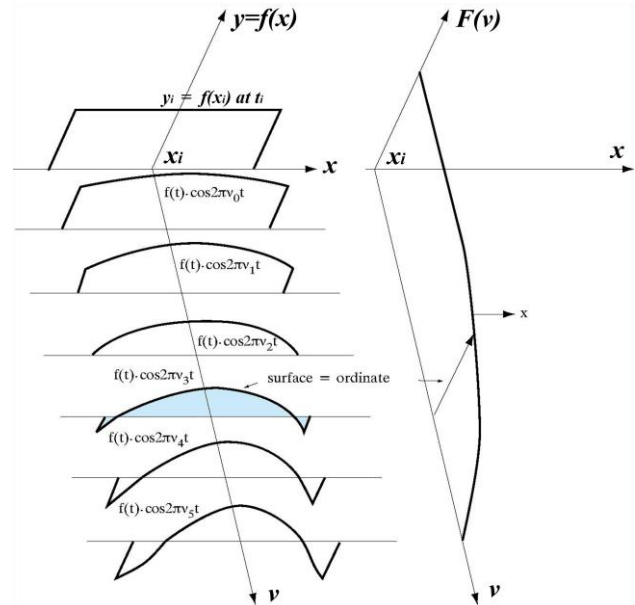 y=f(x)
F(ν)
yᵢ = f(xᵢ) at tᵢ
xᵢ
x
xᵢ
x
f(t)·cos2πν₀t
f(t)·cos2πν₁t
f(t)·cos2πν₂t
x
f(t)·cos2πν₃t
surface = ordinate
f(t)·cos2πν₄t
f(t)·cos2πν₅t
ν
ν